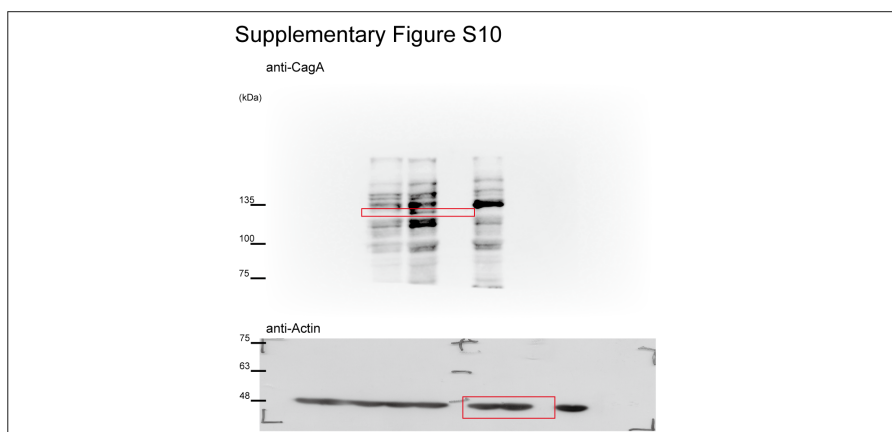 Supplementary Figure S10
anti-CagA
(kDa)
135
100
75
anti-Actin
75
63
48